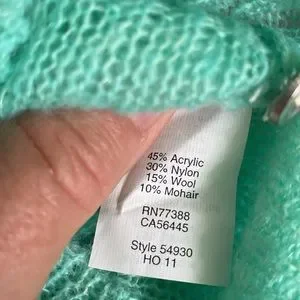 45% Acrylic
30% Nylon
15% Wool
10% Mohair
RN77388
CA56445
Style 54930
HO 11